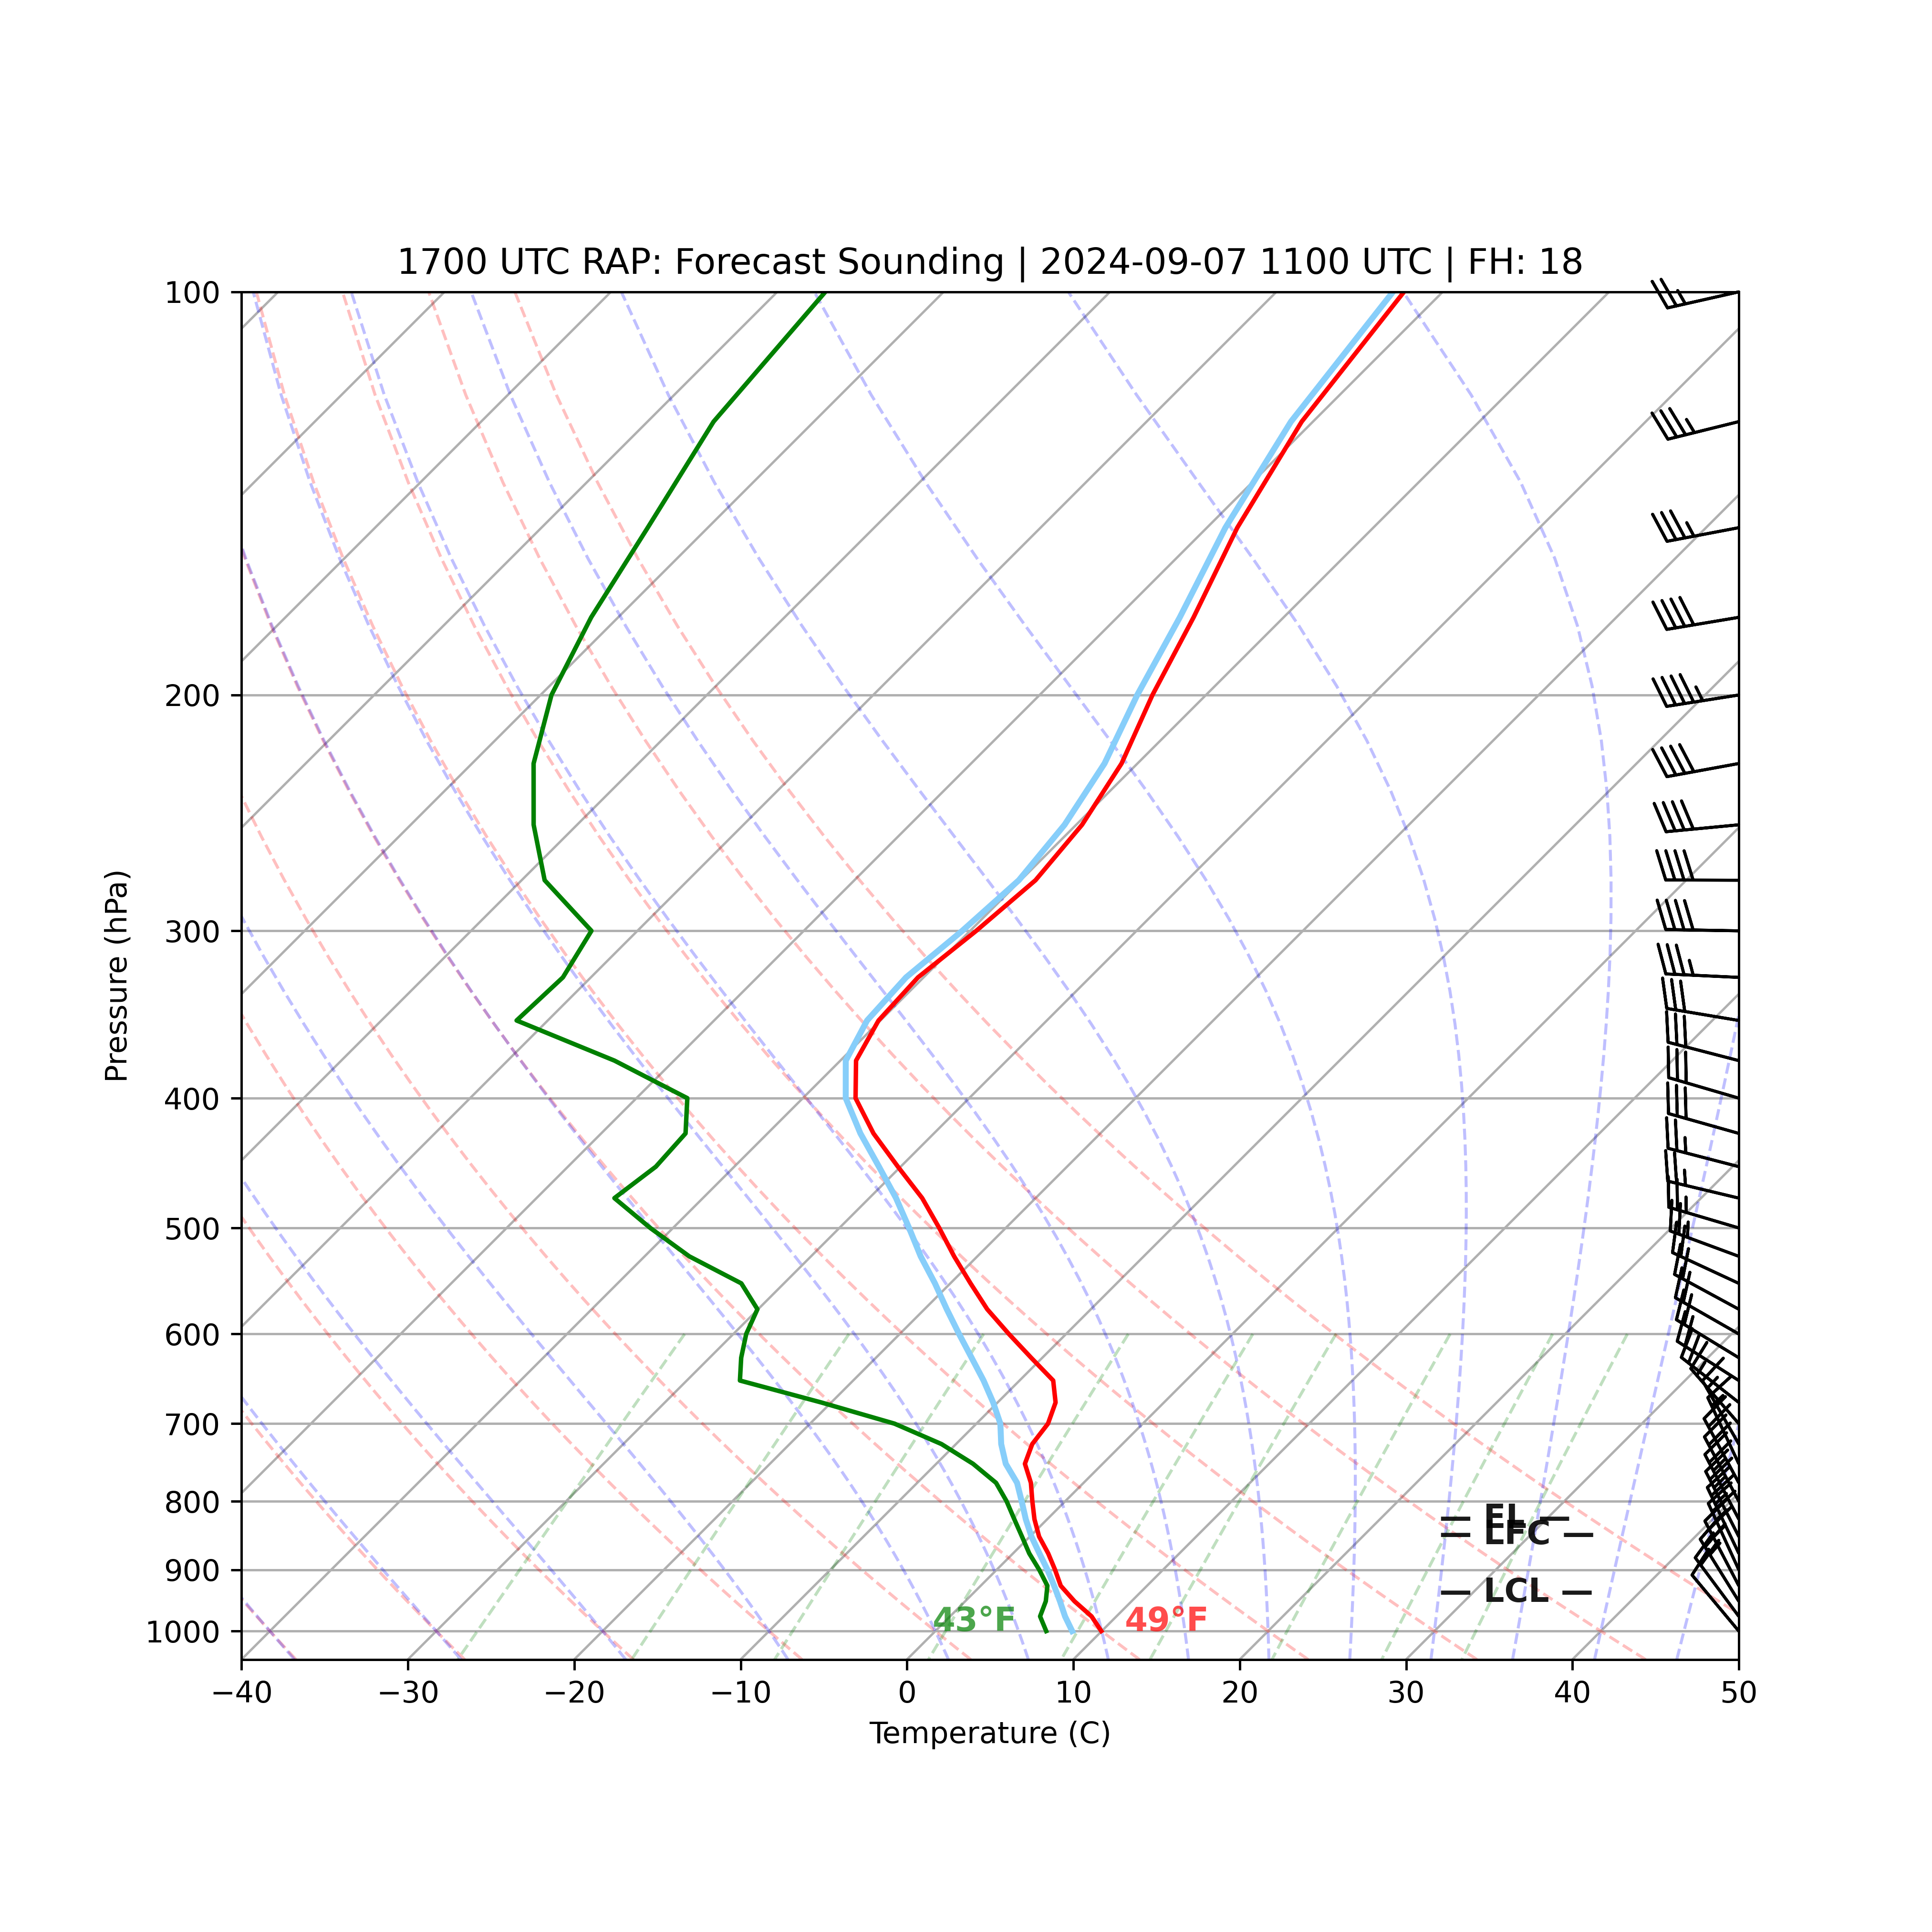 1700 UTC RAP: Forecast Sounding | 2024-09-07 1100 UTC | FH: 18
100
200
300
400
500
600
700
800
900
1000
Pressure (hPa)
— EL —
— LFC —
— LCL —
43°F
49°F
−40 −30 −20 −10 0 10 20 30 40 50
Temperature (C)